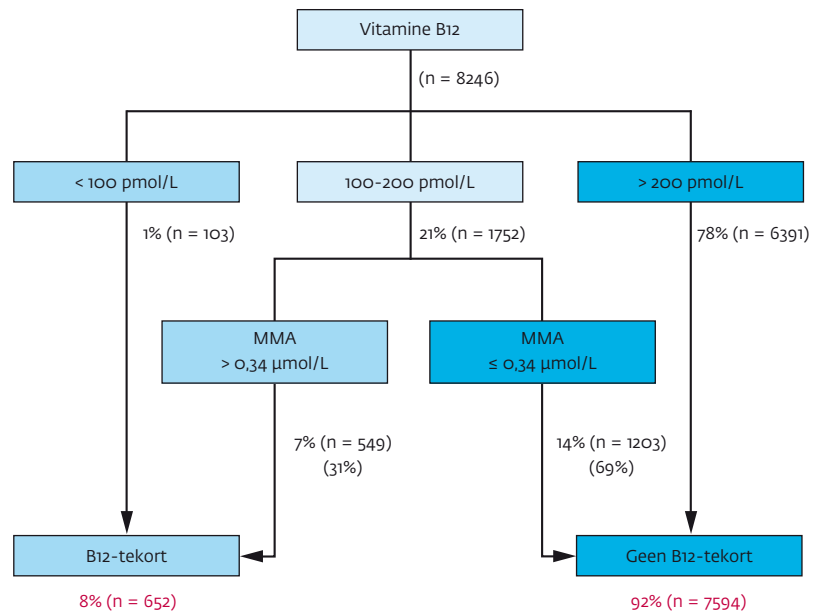 Vitamine B12
(n = 8246)
< 100 pmol/L
100-200 pmol/L
> 200 pmol/L
1% (n = 103)
21% (n = 1752)
78% (n = 6391)
MMA
> 0,34 µmol/L
MMA
≤ 0,34 µmol/L
7% (n = 549)
(31%)
14% (n = 1203)
(69%)
B12-tekort
Geen B12-tekort
8% (n = 652)
92% (n = 7594)